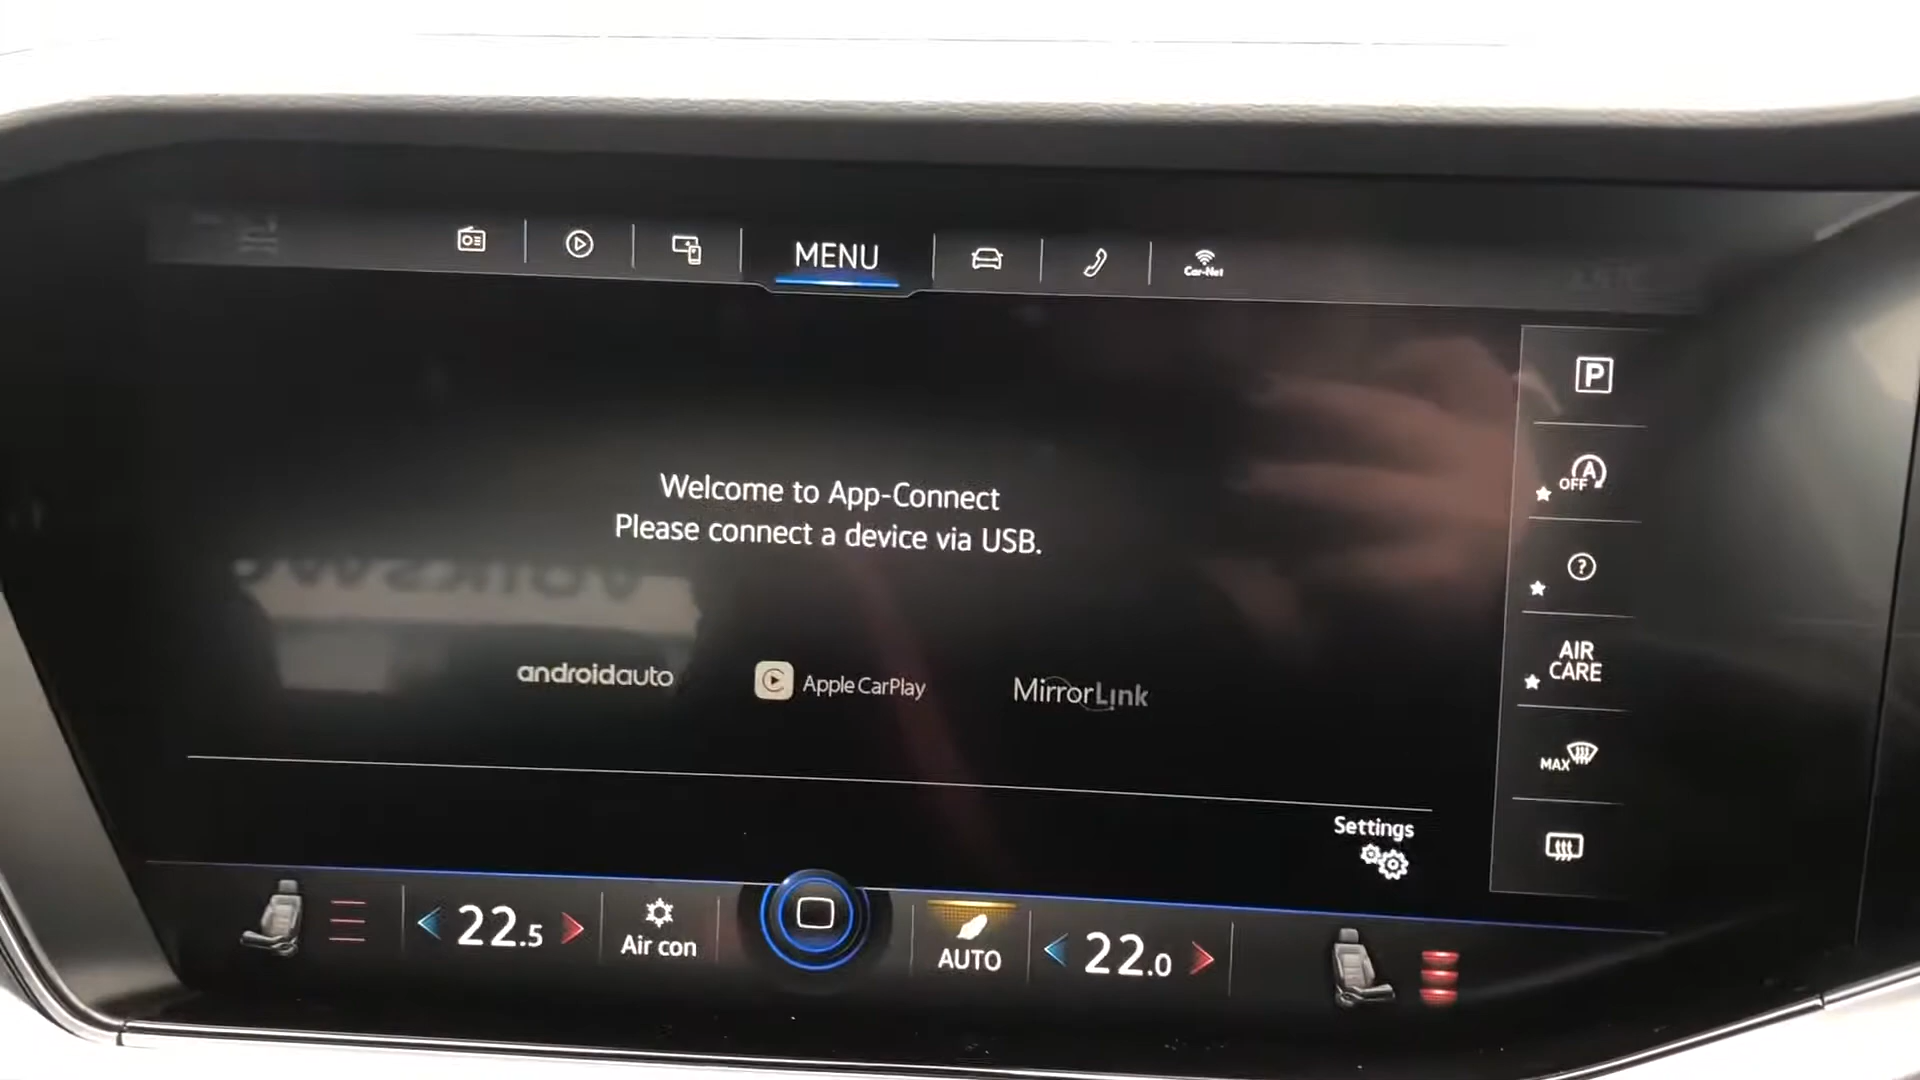 MENU
Car-Net
P
A
OFF
Welcome to App-Connect
Please connect a device via USB.
?
AIR
CARE
androidauto
Apple CarPlay
MirrorLink
MAX
Settings
22.5
Air con
AUTO
22.0